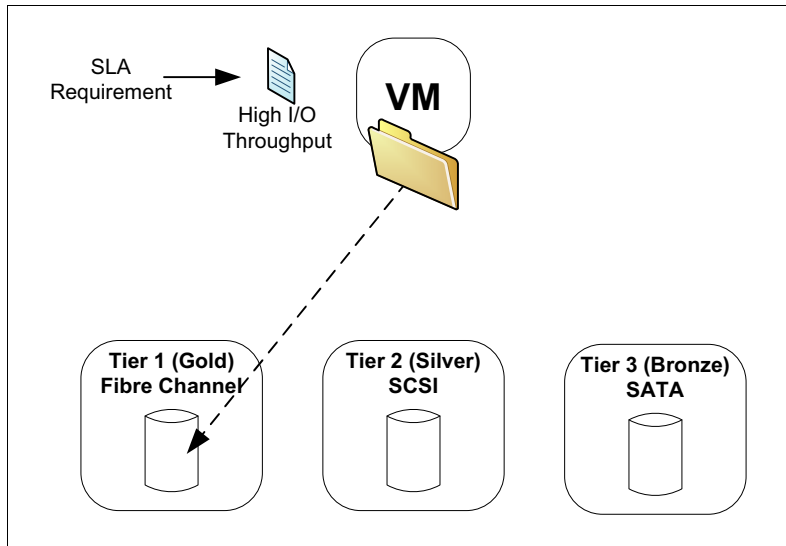 SLA
Requirement
High I/O
Throughput
VM
Tier 1 (Gold)
Fibre Channel
Tier 2 (Silver)
SCSI
Tier 3 (Bronze)
SATA